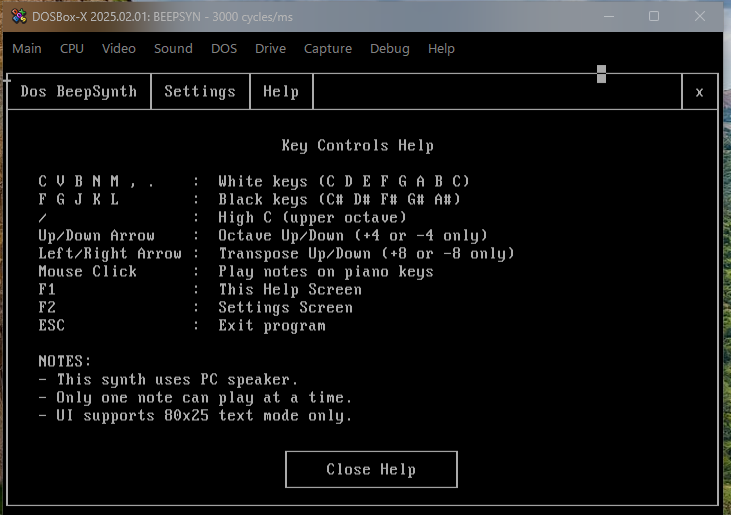 DOSBox-X 2025.02.01: BEEPSYN - 3000 cycles/ms
Main CPU Video Sound DOS Drive Capture Debug Help
Dos BeepSynth Settings Help x
Key Controls Help
C V B N M , . : White keys (C D E F G A B C)
F G J K L : Black keys (C# D# F# G# A#)
/ : High C (upper octave)
Up/Down Arrow : Octave Up/Down (+4 or -4 only)
Left/Right Arrow : Transpose Up/Down (+8 or -8 only)
Mouse Click : Play notes on piano keys
F1 : This Help Screen
F2 : Settings Screen
ESC : Exit program
NOTES:
- This synth uses PC speaker.
- Only one note can play at a time.
- UI supports 80x25 text mode only.
Close Help